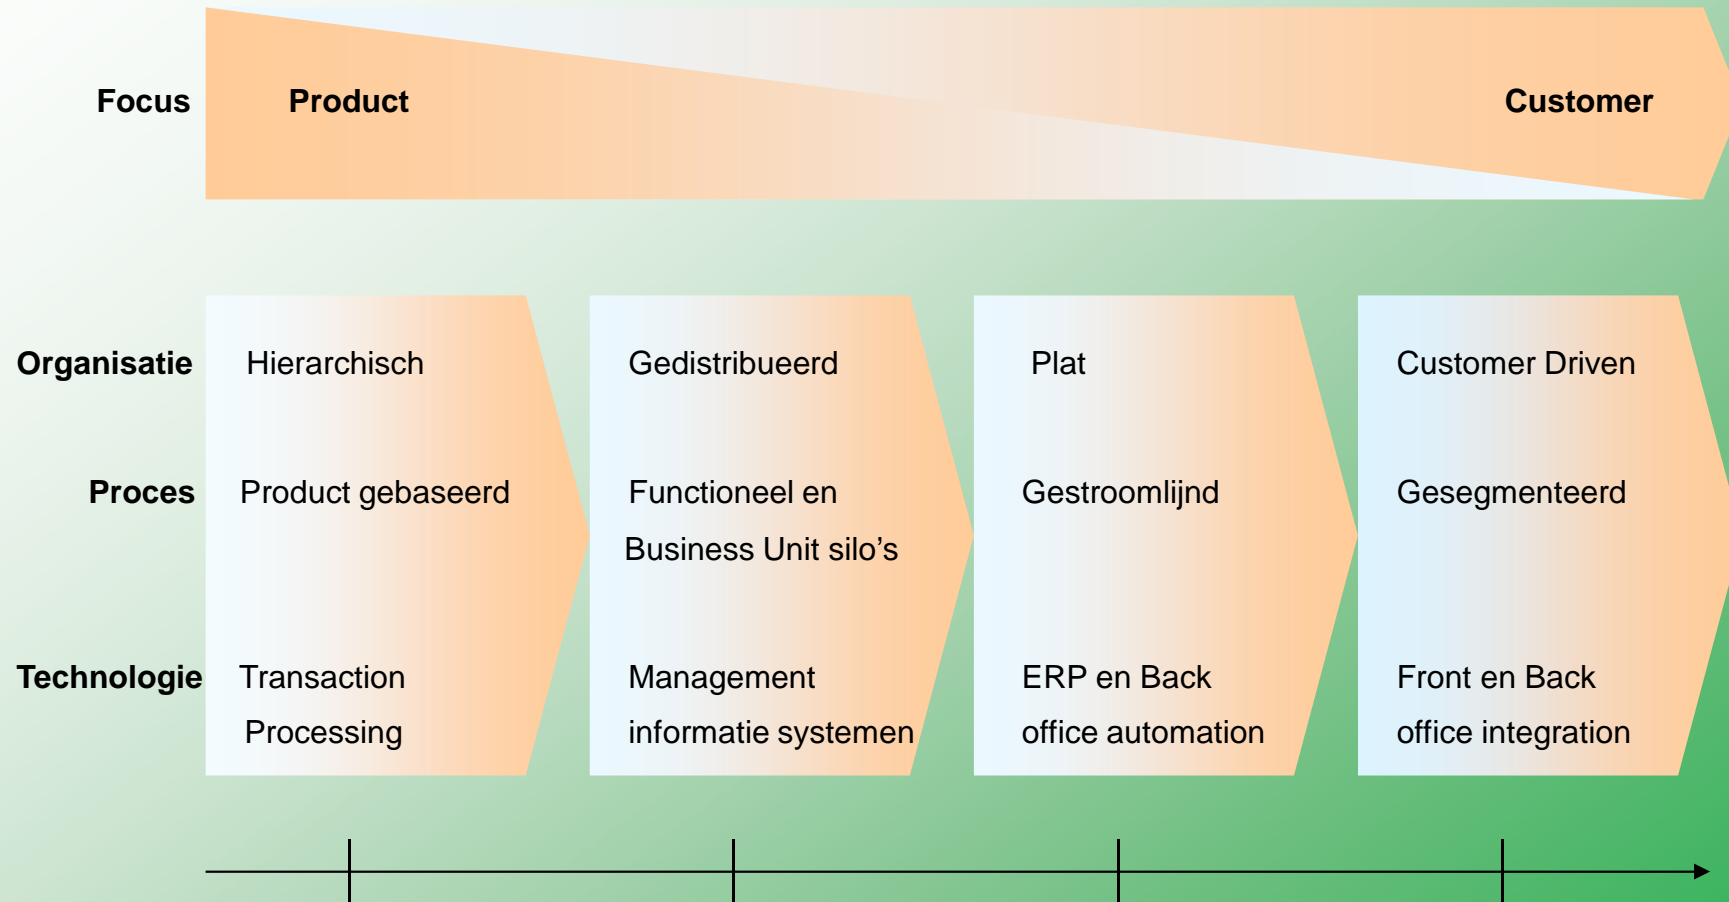 Focus Product Customer
Organisatie Hierarchisch Gedistribueerd Plat Customer Driven
Proces Product gebaseerd Functioneel en Gestroomlijnd Gesegmenteerd
Business Unit silo’s
Technologie Transaction Management ERP en Back Front en Back
Processing informatie systemen office automation office integration